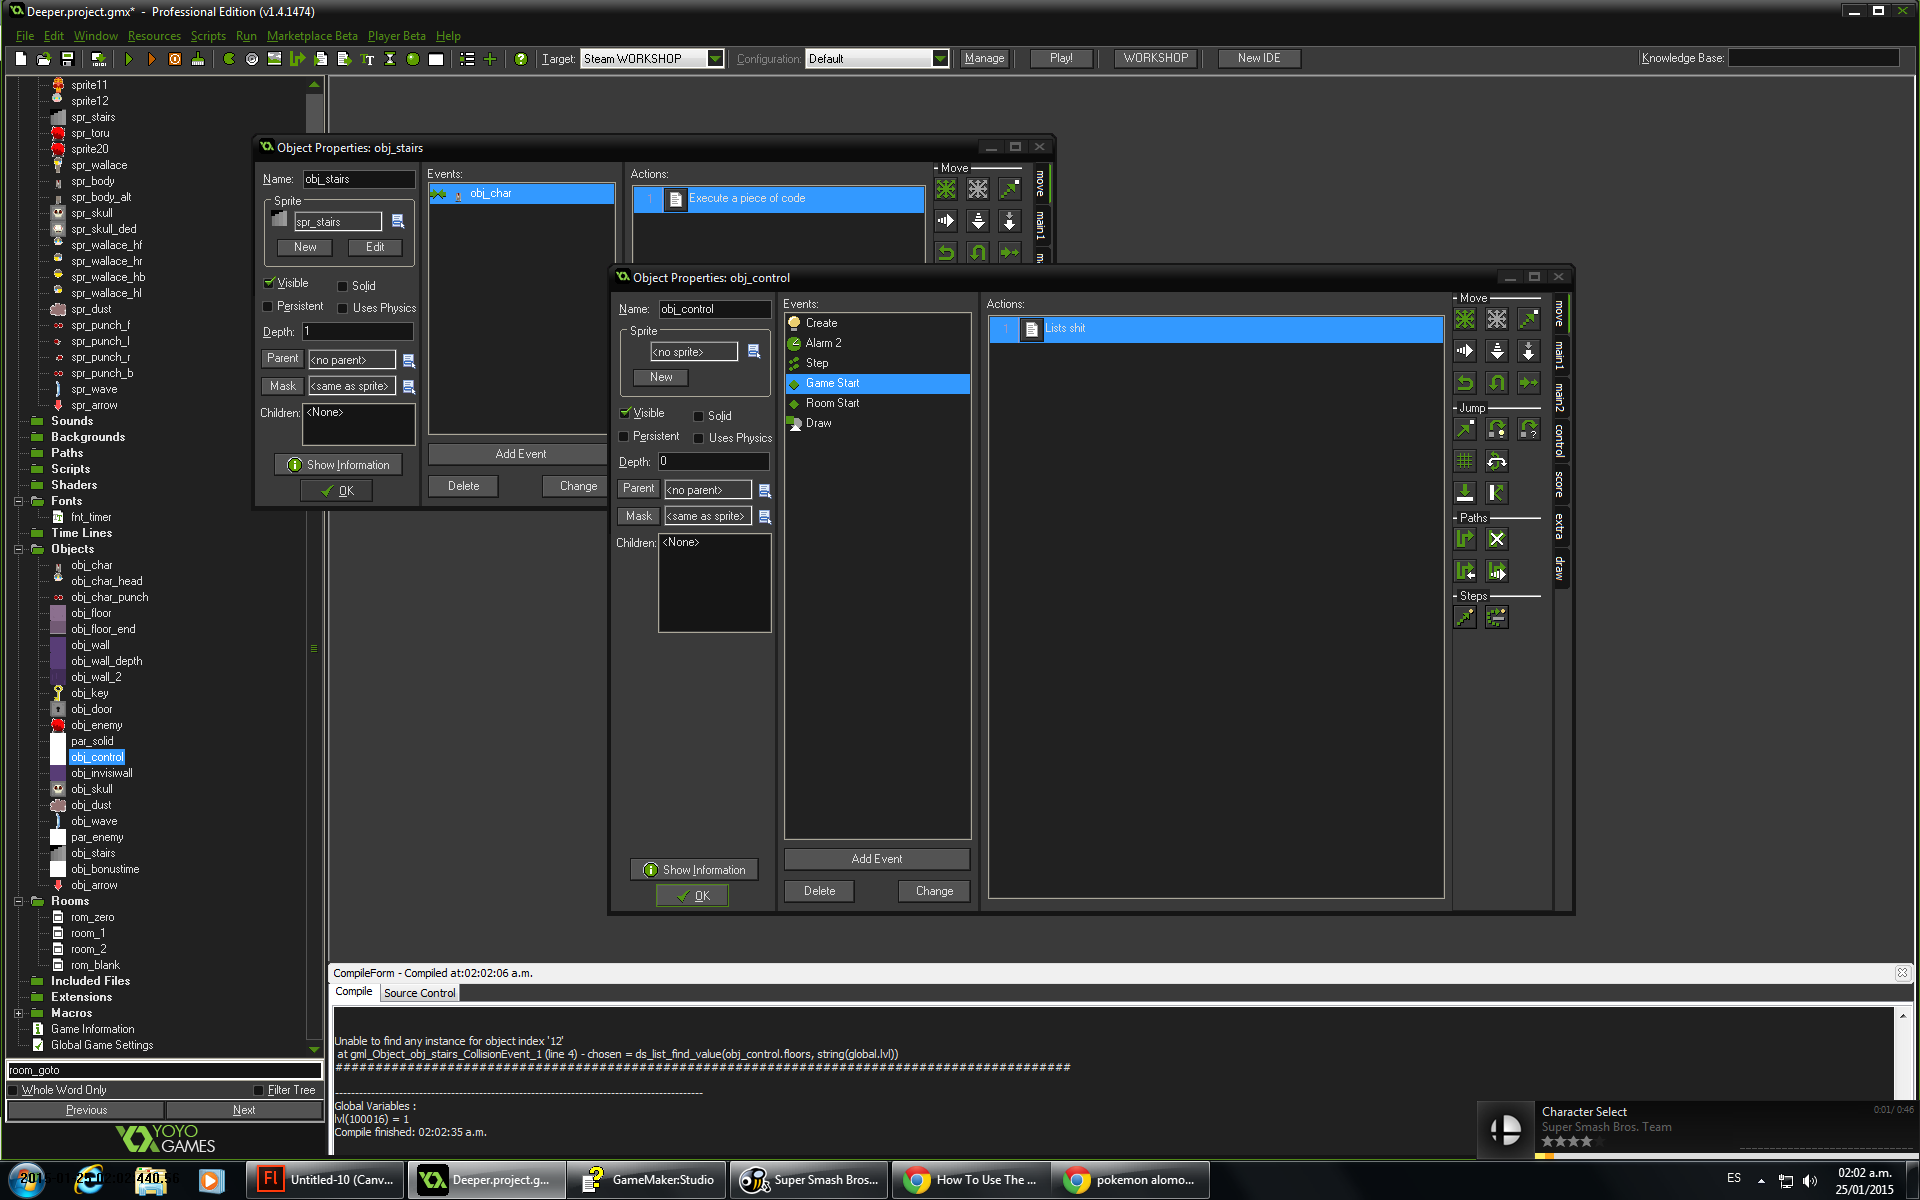 Deeper.project.gmx* - Professional Edition (v1.4.1474)
File Edit Window Resources Scripts Run Marketplace Beta Player Beta Help
Target: Steam WORKSHOP Configuration: Default Manage Play! WORKSHOP New IDE Knowledge Base:
sprite11
sprite12
spr_stairs
spr_toru
sprite20
spr_wallace
spr_body
spr_body_alt
spr_skull
spr_skull_ded
spr_wallace_hf
spr_wallace_hr
spr_wallace_hb
spr_wallace_hl
spr_dust
spr_punch_f
spr_punch_l
spr_punch_r
spr_punch_b
spr_wave
spr_arrow
Sounds
Backgrounds
Paths
Scripts
Shaders
Fonts
fnt_timer
Time Lines
Objects
obj_char
obj_char_head
obj_char_punch
obj_floor
obj_floor_end
obj_wall
obj_wall_depth
obj_wall_2
obj_key
obj_door
obj_enemy
par_solid
obj_control
obj_invisiwall
obj_skull
obj_dust
obj_wave
par_enemy
obj_stairs
obj_bonustime
obj_arrow
Rooms
rom_zero
room_1
room_2
rom_blank
Included Files
Extensions
Macros
Game Information
Global Game Settings
room_goto
Whole Word Only Filter Tree
Previous Next
YOYO GAMES
Object Properties: obj_stairs
Name: obj_stairs
Sprite
spr_stairs
New Edit
Visible Solid
Persistent Uses Physics
Depth: 1
Parent <no parent>
Mask <same as sprite>
Children: <None>
Show Information
OK
Events:
obj_char
Add Event
Delete Change
Actions:
1 Execute a piece of code
Move
move
main1
Object Properties: obj_control
Name: obj_control
Sprite
<no sprite>
New
Visible Solid
Persistent Uses Physics
Depth: 0
Parent <no parent>
Mask <same as sprite>
Children: <None>
Show Information
OK
Events:
Create
Alarm 2
Step
Game Start
Room Start
Draw
Add Event
Delete Change
Actions:
1 Lists shit
Move
Jump
Paths
Steps
move
main1
main2
control
score
extra
draw
CompileForm - Compiled at:02:02:06 a.m.
Compile Source Control
Unable to find any instance for object index '12'
at gml_Object_obj_stairs_CollisionEvent_1 (line 4) - chosen = ds_list_find_value(obj_control.floors, string(global.lvl))
Global Variables :
lvl(100016) = 1
Compile finished: 02:02:35 a.m.
Character Select
Super Smash Bros. Team
0:01/ 0:46
Untitled-10 (Canv...
Deeper.project.g...
GameMaker:Studio
Super Smash Bros...
How To Use The ...
pokemon alomo...
ES
02:02 a.m.
25/01/2015